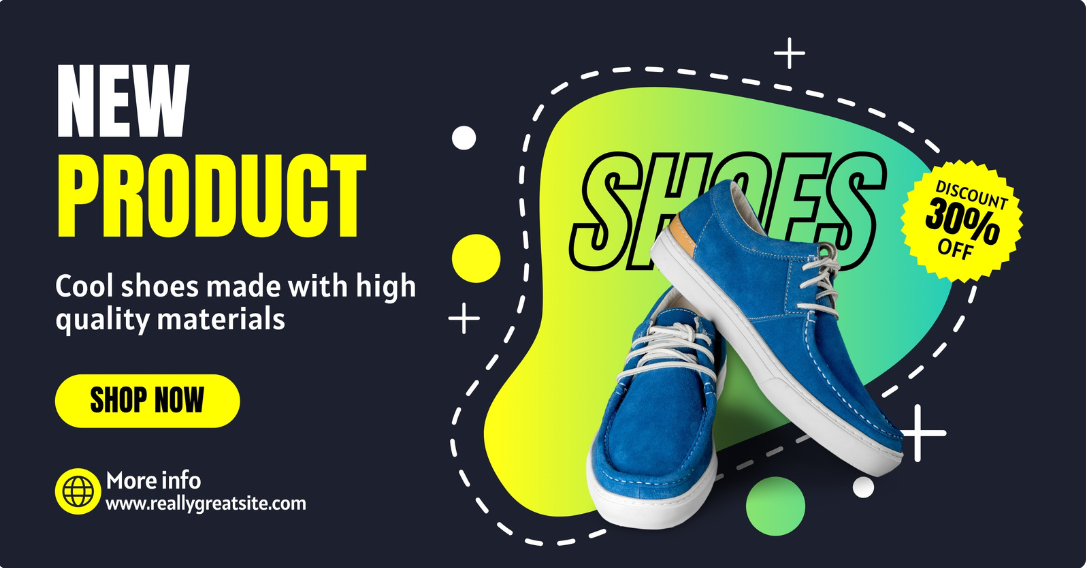 NEW
PRODUCT
Cool shoes made with high
quality materials
SHOP NOW
More info
www.reallygreatsite.com
SHOES
DISCOUNT
30%
OFF